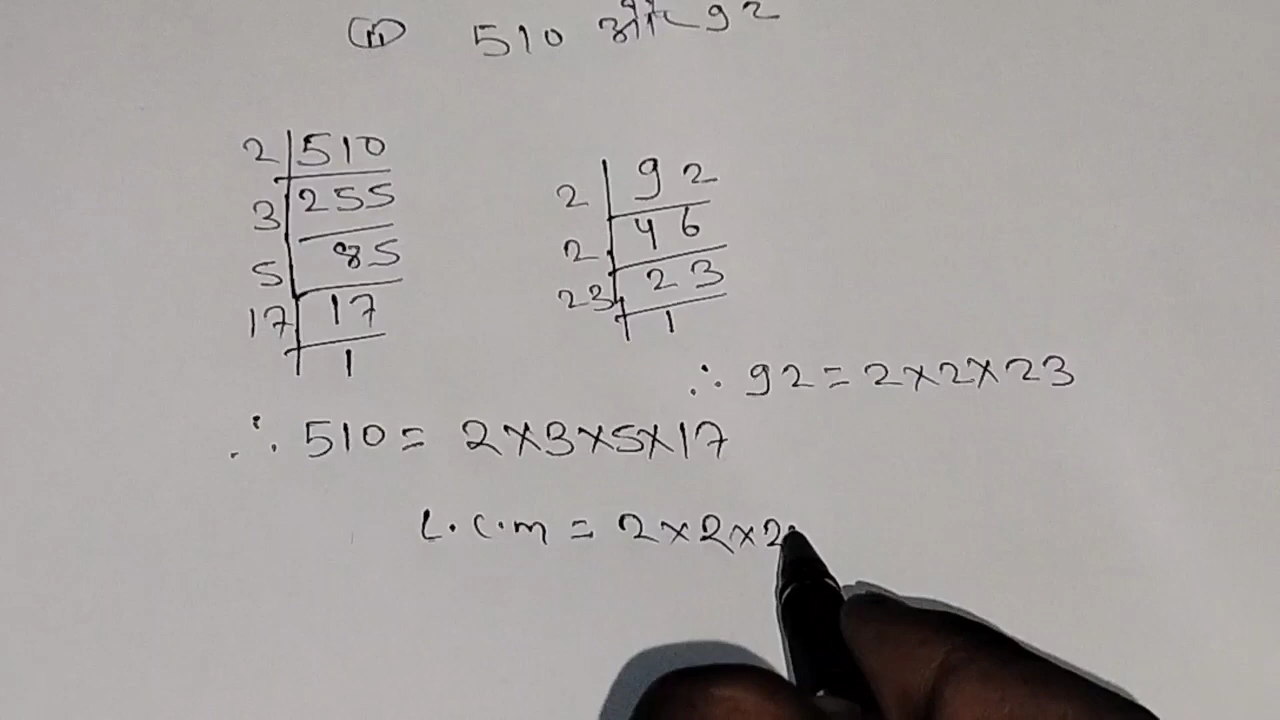 (ii) 510 और 92
2 | 510
3 | 255
5 | 85
17 | 17
1
2 | 92
2 | 46
23 | 23
1
∴ 92 = 2×2×23
∴ 510 = 2×3×5×17
L.C.M = 2×2×2